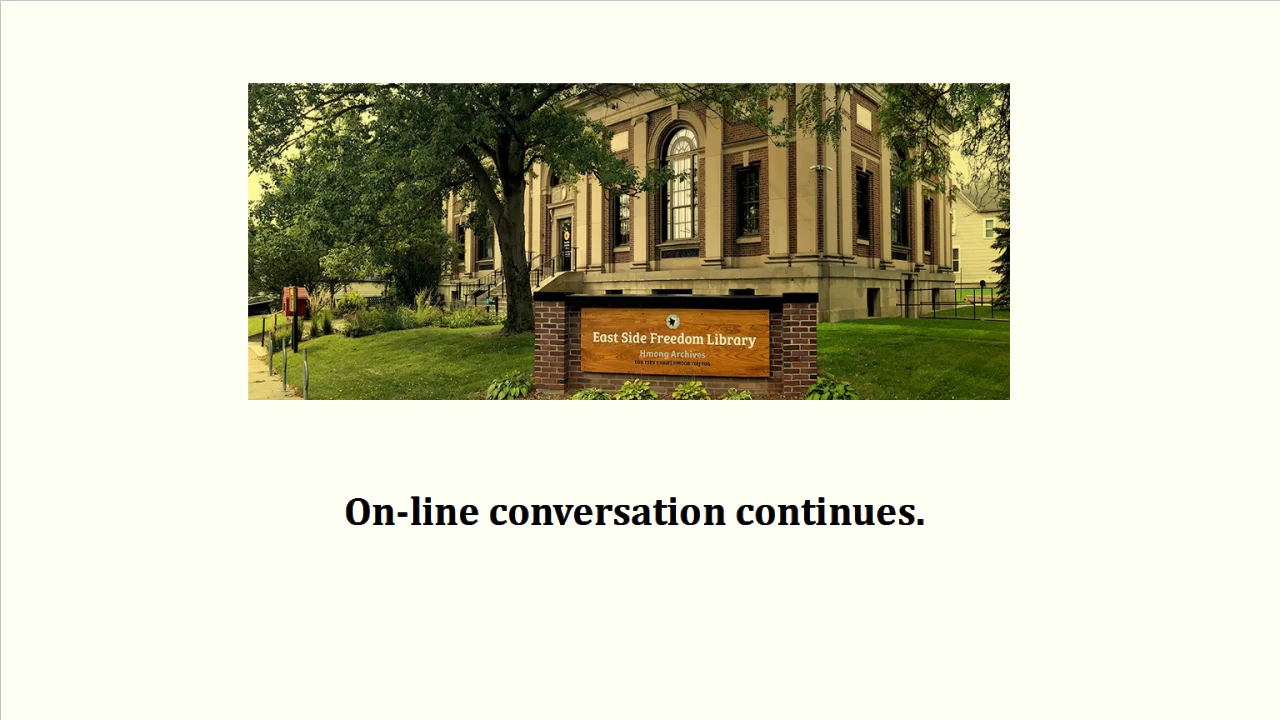 East Side Freedom Library
Hmong Archives
On-line conversation continues.